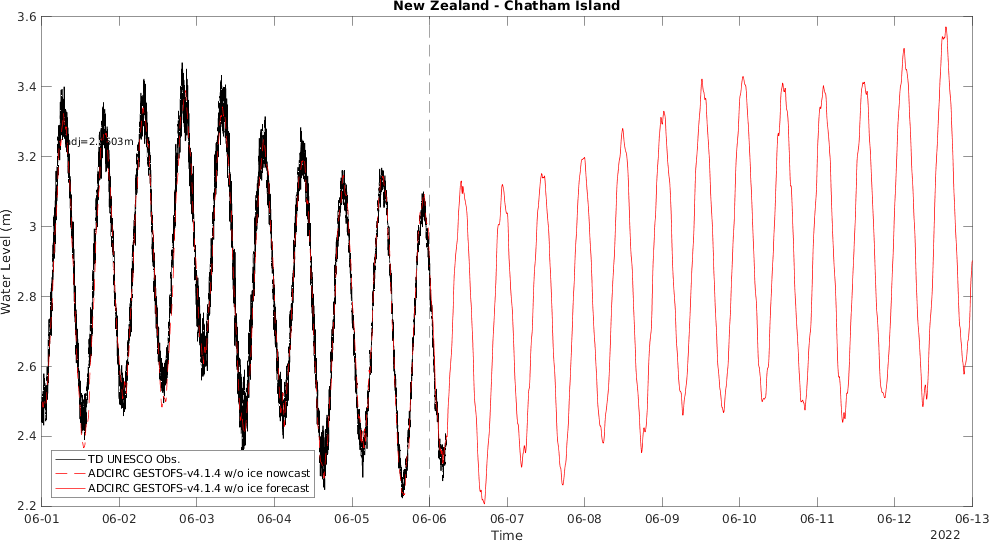 New Zealand - Chatham Island
3.6
3.4
3.2
3
2.8
2.6
2.4
2.2
Water Level (m)
TD UNESCO Obs.
ADCIRC GESTOFS-v4.1.4 w/o ice nowcast
ADCIRC GESTOFS-v4.1.4 w/o ice forecast
06-01 06-02 06-03 06-04 06-05 06-06 06-07 06-08 06-09 06-10 06-11 06-12 06-13
Time
2022